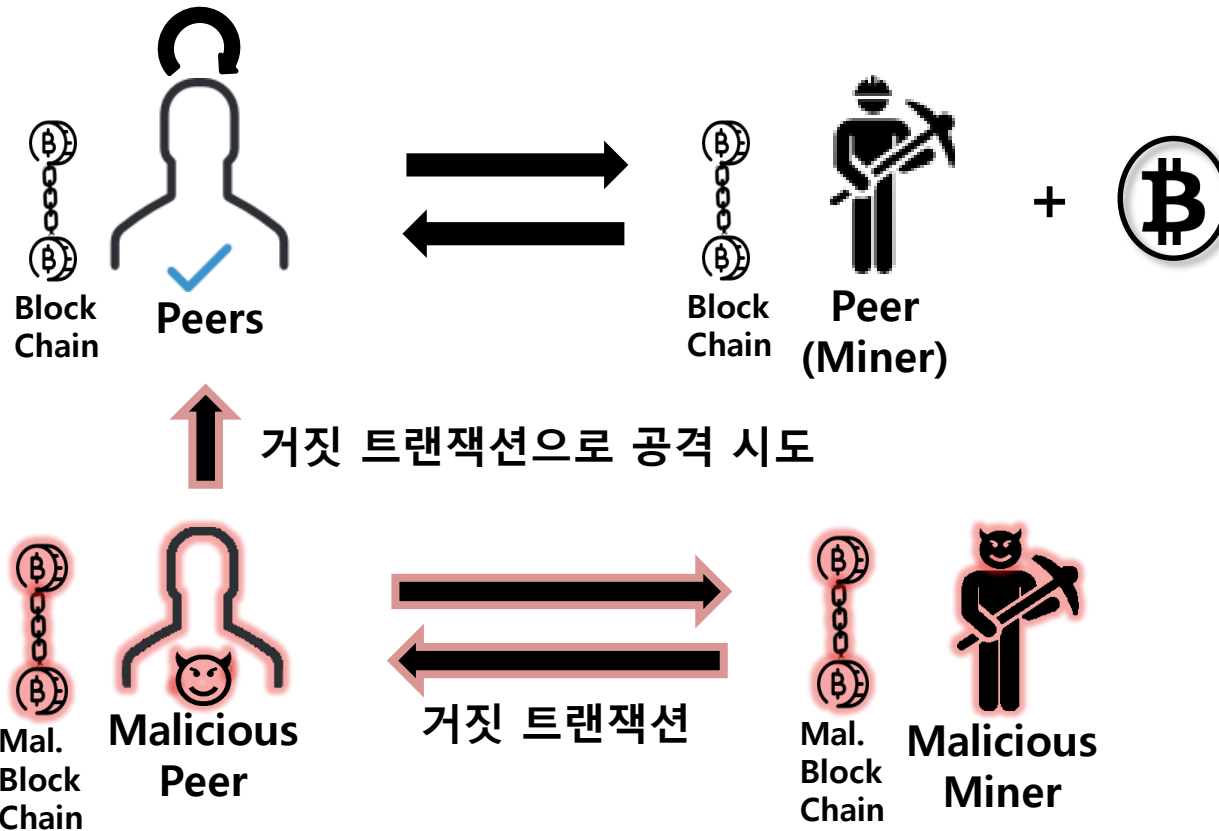 Block
Chain
Peers
Block
Chain
Peer
(Miner)
+
거짓 트랜잭션으로 공격 시도
Mal.
Block
Chain
Malicious
Peer
거짓 트랜잭션
Mal.
Block
Chain
Malicious
Miner